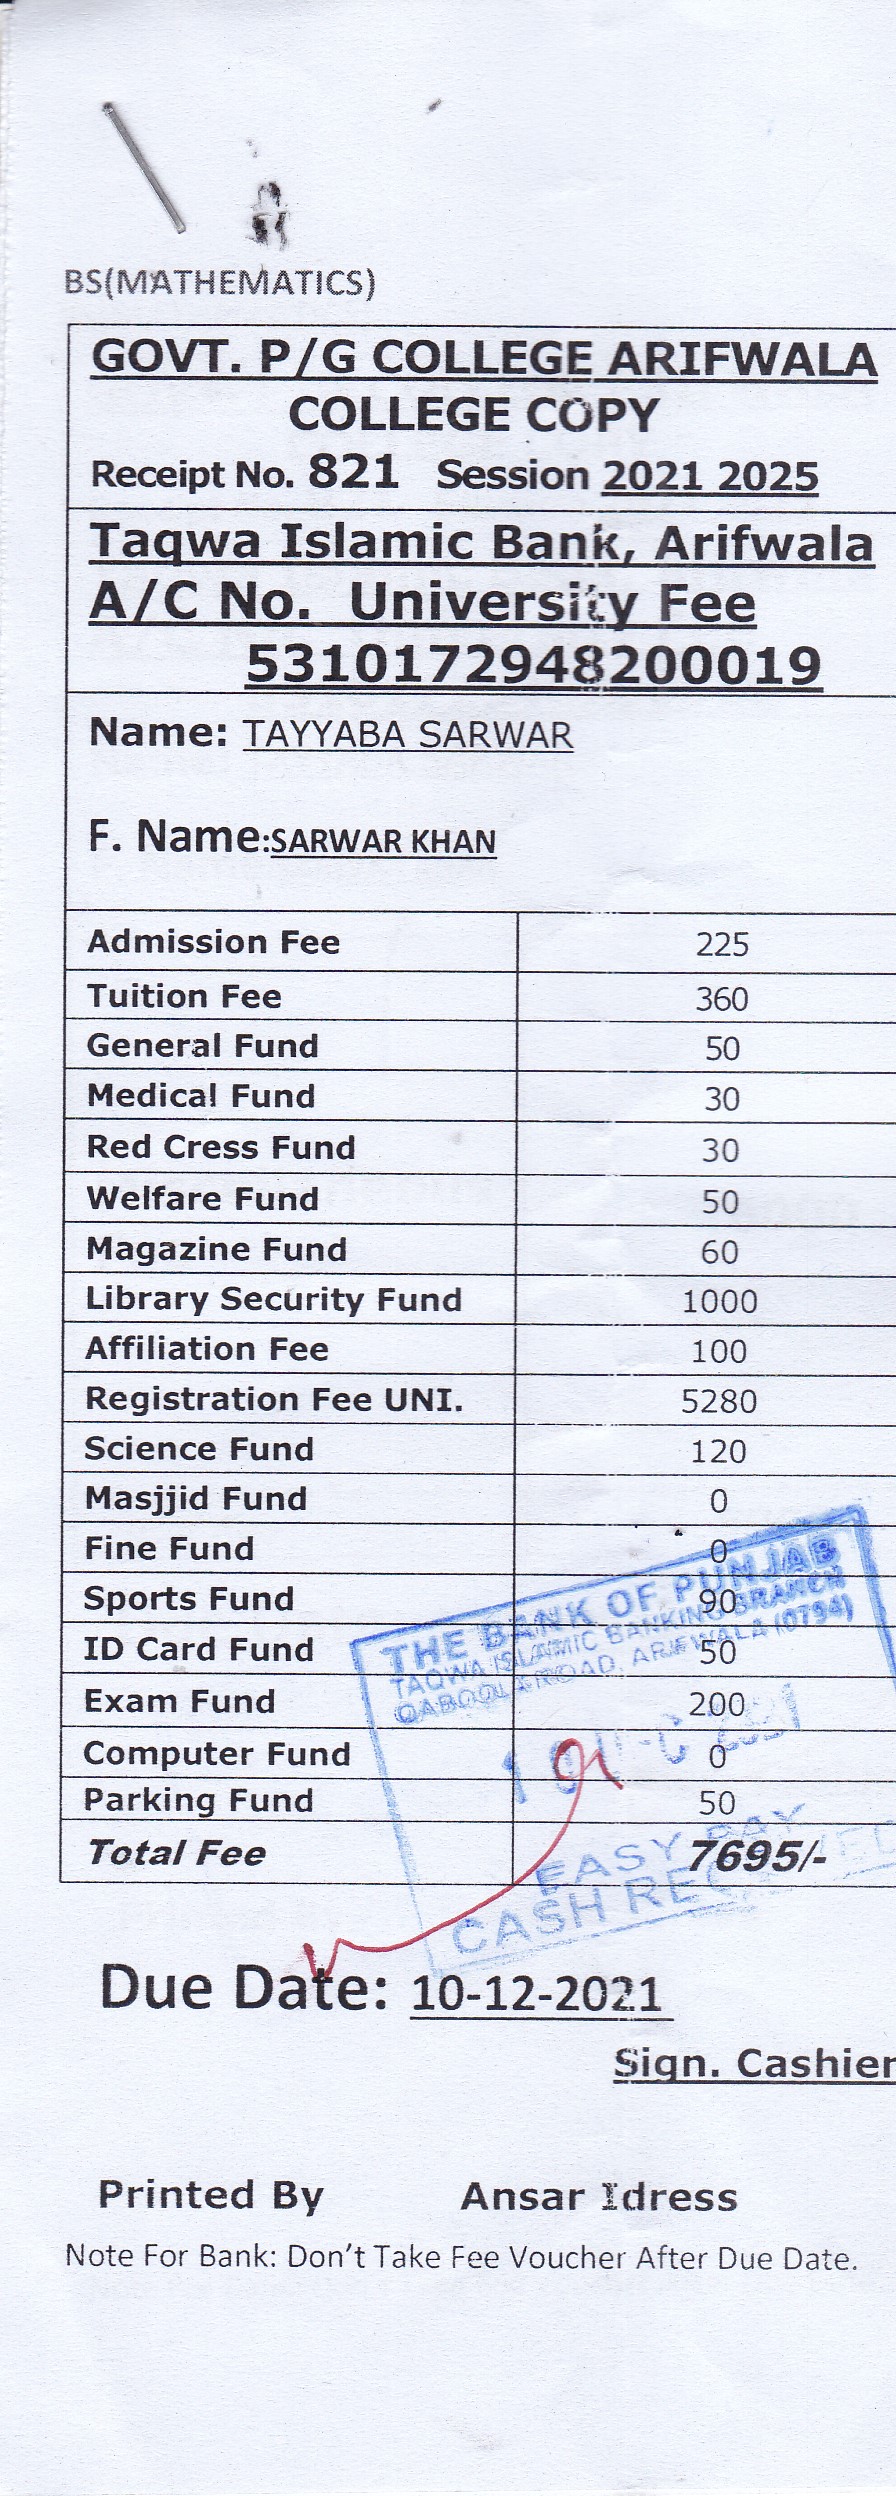 BS(MATHEMATICS)
GOVT. P/G COLLEGE ARIFWALA
COLLEGE COPY
Receipt No. 821 Session 2021 2025
Taqwa Islamic Bank, Arifwala
A/C No. University Fee
5310172948200019
Name: TAYYABA SARWAR
F. Name:SARWAR KHAN
Admission Fee 225
Tuition Fee 360
General Fund 50
Medical Fund 30
Red Cress Fund 30
Welfare Fund 50
Magazine Fund 60
Library Security Fund 1000
Affiliation Fee 100
Registration Fee UNI. 5280
Science Fund 120
Masjjid Fund 0
Fine Fund 0
Sports Fund 90
ID Card Fund 50
Exam Fund 200
Computer Fund 0
Parking Fund 50
Total Fee 7695/-
THE BANK OF PUNJAB
TAQWA ISLAMIC BANKING BRANCH
QABOOLA ROAD, ARIFWALA (0794)
EASY PAY
CASH RECEIVED
Due Date: 10-12-2021
Sign. Cashier
Printed By Ansar Idress
Note For Bank: Don't Take Fee Voucher After Due Date.